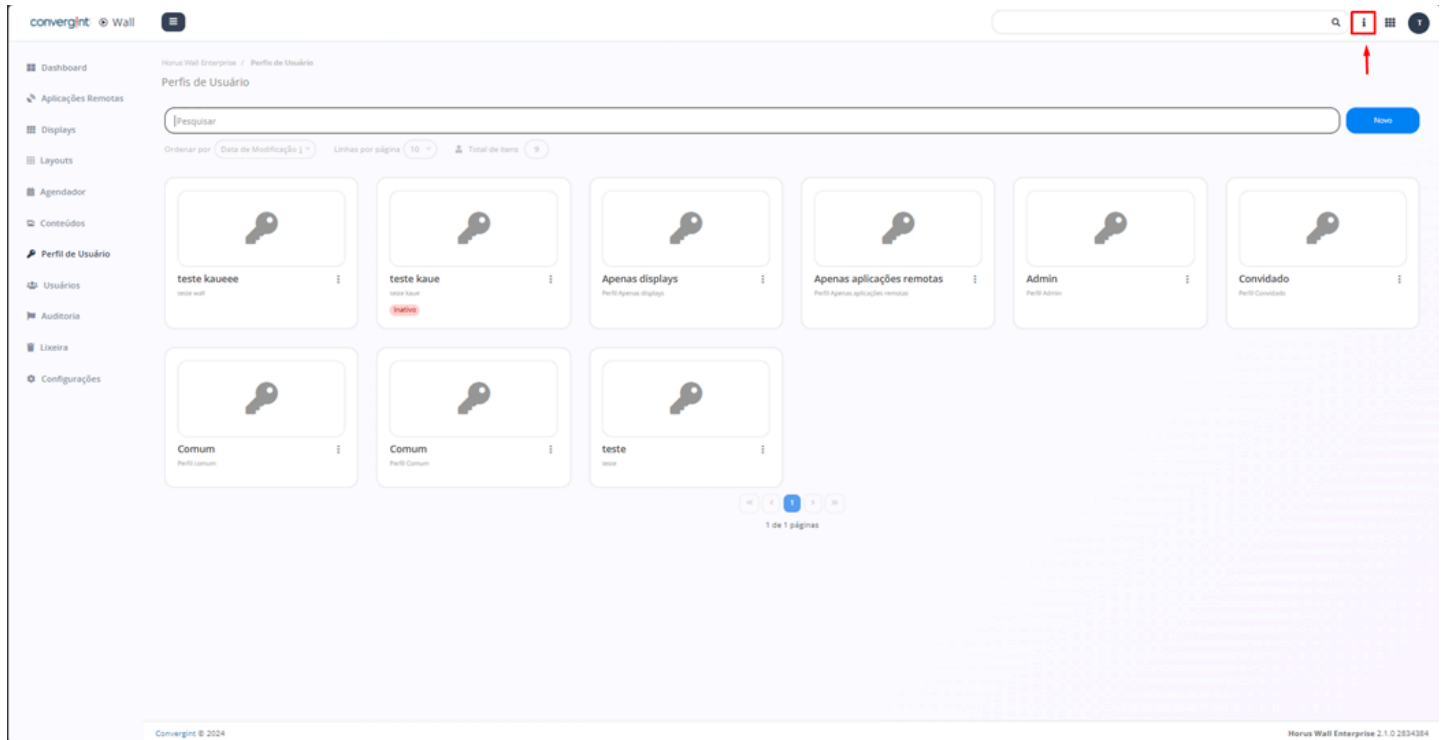 convergint Wall
T
Dashboard
Aplicações Remotas
Displays
Layouts
Agendador
Conteúdos
Perfil de Usuário
Usuários
Auditoria
Lixeira
Configurações
Horus Wall Enterprise / Perfis de Usuário
Perfis de Usuário
Pesquisar
Novo
Ordenar por Data de Modificação ↓ Linhas por página 10 Total de itens 9
teste kaueee
teste wall
teste kaue
teste kaue
Inativo
Apenas displays
Perfil Apenas displays
Apenas aplicações remotas
Perfil Apenas aplicações remotas
Admin
Perfil Admin
Convidado
Perfil Convidado
Comum
Perfil comum
Comum
Perfil Comum
teste
teste
« ‹ 1 › »
1 de 1 páginas
Convergint © 2024
Horus Wall Enterprise 2.1.0 2834384